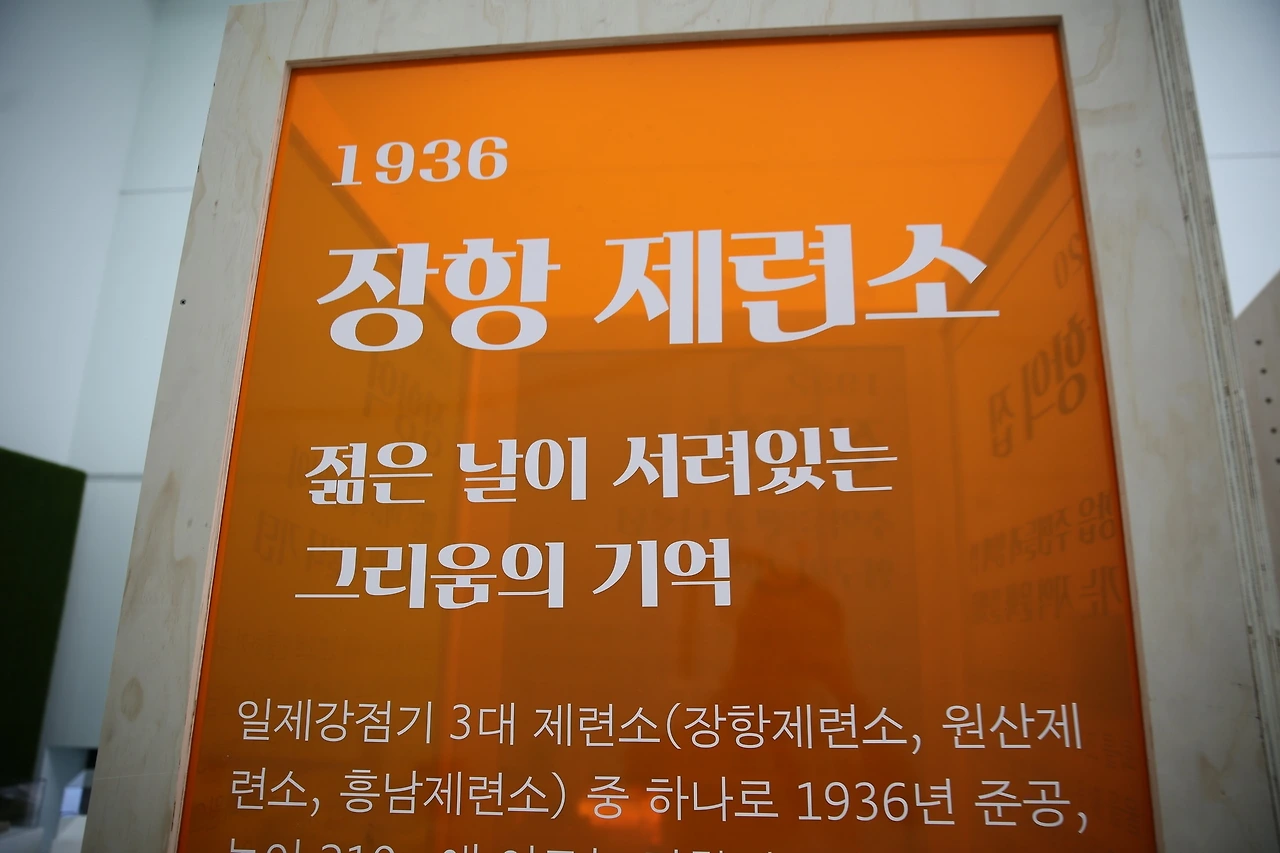 1936
장항 제련소
젊은 날이 서려있는
그리움의 기억
일제강점기 3대 제련소(장항제련소, 원산제
련소, 흥남제련소) 중 하나로 1936년 준공,